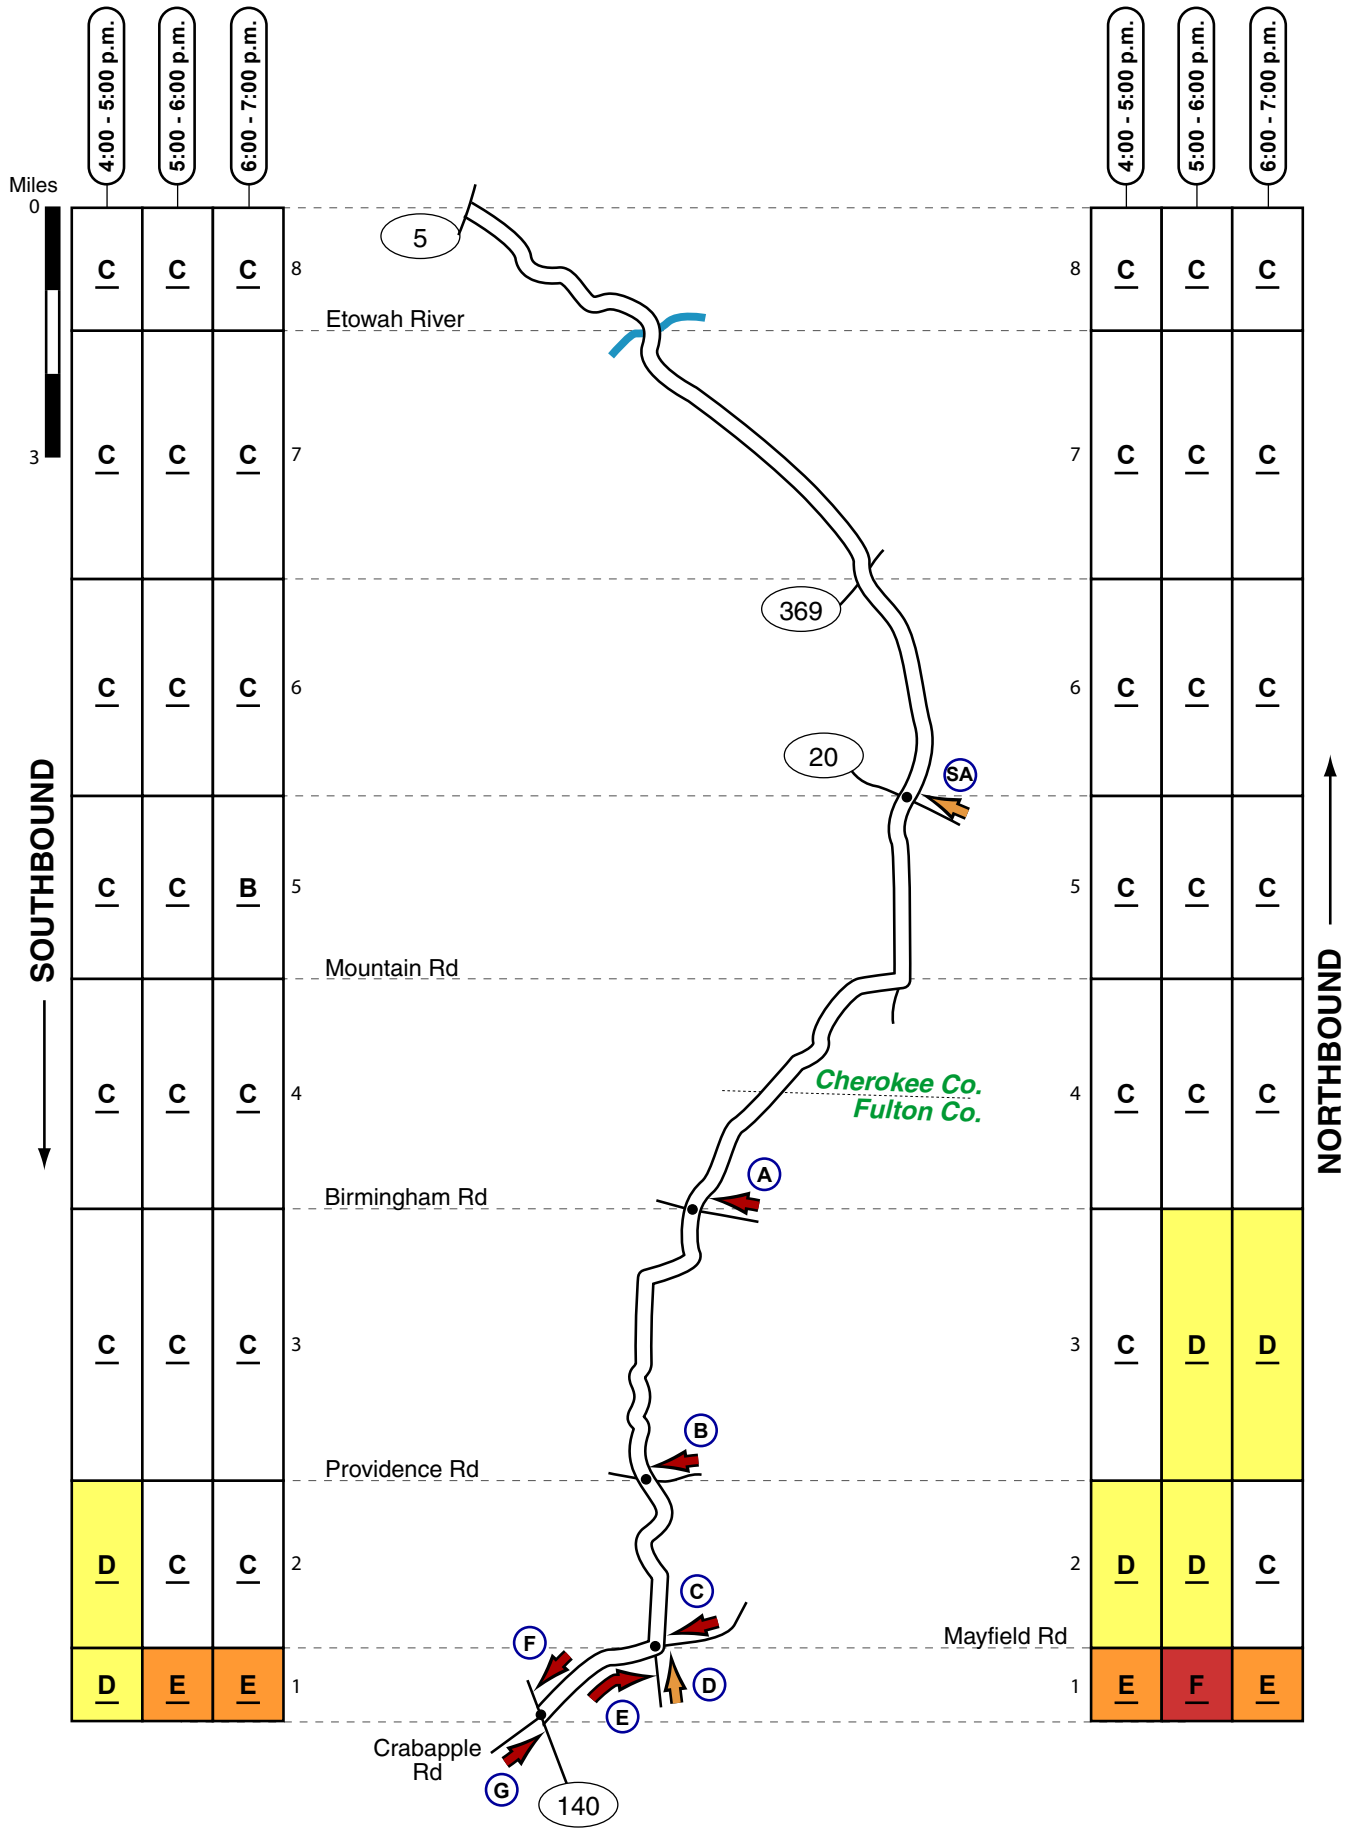 4:00 - 5:00 p.m.
5:00 - 6:00 p.m.
6:00 - 7:00 p.m.
4:00 - 5:00 p.m.
5:00 - 6:00 p.m.
6:00 - 7:00 p.m.
Miles
0
3
5
C C C 8
8 C C C
Etowah River
C C C 7
7 C C C
369
C C C 6
6 C C C
20
SA
SOUTHBOUND
NORTHBOUND
C C B 5
5 C C C
Mountain Rd
Cherokee Co.
Fulton Co.
C C C 4
4 C C C
A
Birmingham Rd
C C C 3
3 C D D
B
Providence Rd
D C C 2
2 D D C
C
Mayfield Rd
F
D E E 1
D
1 E F E
E
Crabapple
Rd
G
140